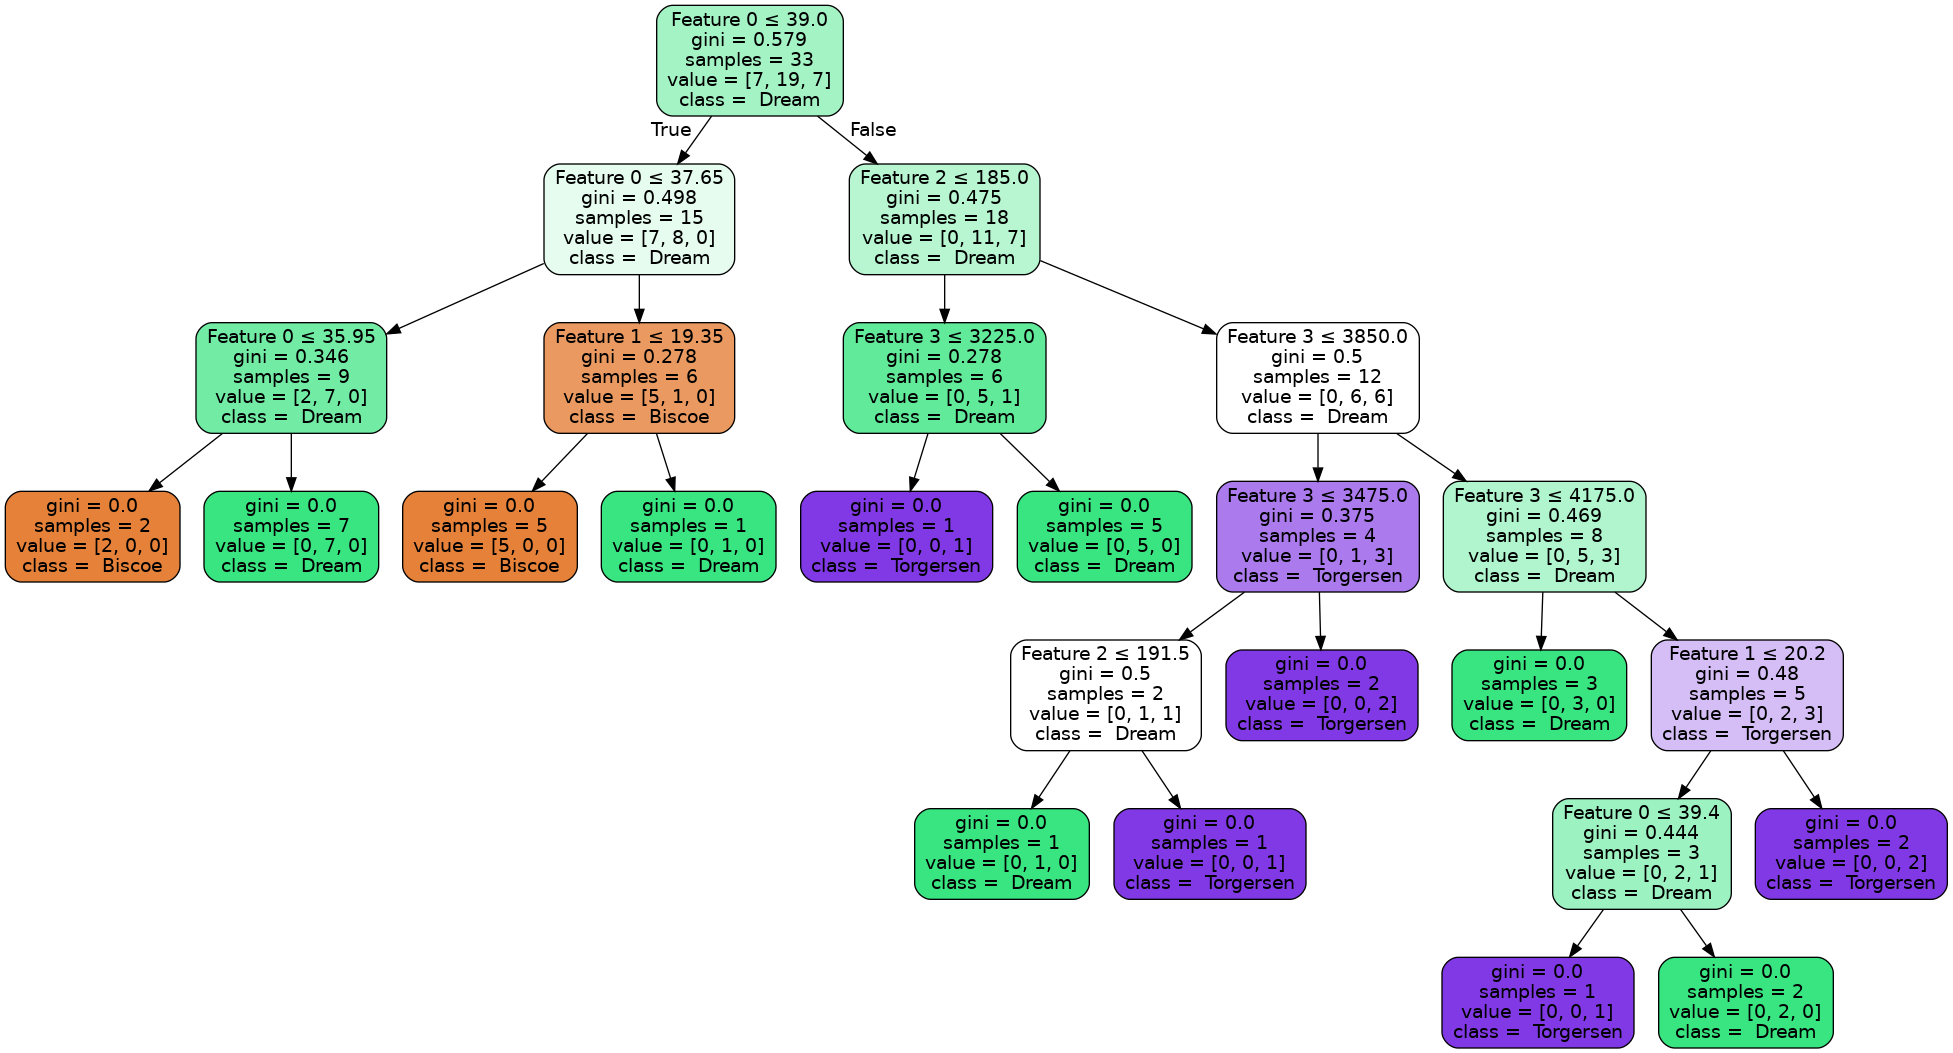 Feature 0 ≤ 39.0
gini = 0.579
samples = 33
value = [7, 19, 7]
class = Dream
True
False
Feature 0 ≤ 37.65
gini = 0.498
samples = 15
value = [7, 8, 0]
class = Dream
Feature 2 ≤ 185.0
gini = 0.475
samples = 18
value = [0, 11, 7]
class = Dream
Feature 0 ≤ 35.95
gini = 0.346
samples = 9
value = [2, 7, 0]
class = Dream
Feature 1 ≤ 19.35
gini = 0.278
samples = 6
value = [5, 1, 0]
class = Biscoe
Feature 3 ≤ 3225.0
gini = 0.278
samples = 6
value = [0, 5, 1]
class = Dream
Feature 3 ≤ 3850.0
gini = 0.5
samples = 12
value = [0, 6, 6]
class = Dream
gini = 0.0
samples = 2
value = [2, 0, 0]
class = Biscoe
gini = 0.0
samples = 7
value = [0, 7, 0]
class = Dream
gini = 0.0
samples = 5
value = [5, 0, 0]
class = Biscoe
gini = 0.0
samples = 1
value = [0, 1, 0]
class = Dream
gini = 0.0
samples = 1
value = [0, 0, 1]
class = Torgersen
gini = 0.0
samples = 5
value = [0, 5, 0]
class = Dream
Feature 3 ≤ 3475.0
gini = 0.375
samples = 4
value = [0, 1, 3]
class = Torgersen
Feature 3 ≤ 4175.0
gini = 0.469
samples = 8
value = [0, 5, 3]
class = Dream
Feature 2 ≤ 191.5
gini = 0.5
samples = 2
value = [0, 1, 1]
class = Dream
gini = 0.0
samples = 2
value = [0, 0, 2]
class = Torgersen
gini = 0.0
samples = 3
value = [0, 3, 0]
class = Dream
Feature 1 ≤ 20.2
gini = 0.48
samples = 5
value = [0, 2, 3]
class = Torgersen
gini = 0.0
samples = 1
value = [0, 1, 0]
class = Dream
gini = 0.0
samples = 1
value = [0, 0, 1]
class = Torgersen
Feature 0 ≤ 39.4
gini = 0.444
samples = 3
value = [0, 2, 1]
class = Dream
gini = 0.0
samples = 2
value = [0, 0, 2]
class = Torgersen
gini = 0.0
samples = 1
value = [0, 0, 1]
class = Torgersen
gini = 0.0
samples = 2
value = [0, 2, 0]
class = Dream